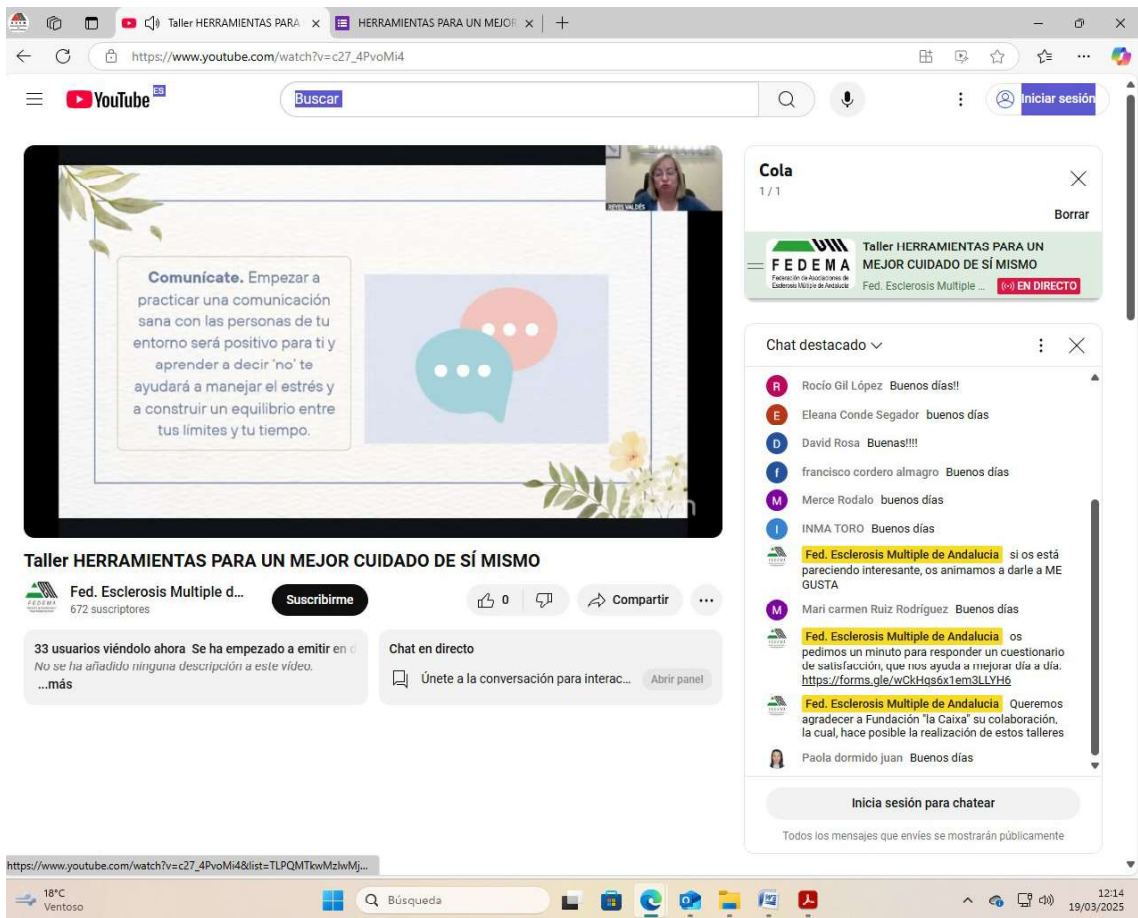 Taller HERRAMIENTAS PARA
HERRAMIENTAS PARA UN MEJOR
https://www.youtube.com/watch?v=c27_4PvoMi4
YouTube ES
Buscar
Iniciar sesión
REYES VALDÉS
Comunícate. Empezar a
practicar una comunicación
sana con las personas de tu
entorno será positivo para ti y
aprender a decir 'no' te
ayudará a manejar el estrés y
a construir un equilibrio entre
tus límites y tu tiempo.
zoom
Taller HERRAMIENTAS PARA UN MEJOR CUIDADO DE SÍ MISMO
FEDEMA
Fed. Esclerosis Multiple d...
672 suscriptores
Suscribirme
0
Compartir
33 usuarios viéndolo ahora Se ha empezado a emitir en d
No se ha añadido ninguna descripción a este vídeo.
...más
Chat en directo
Únete a la conversación para interac...
Abrir panel
Cola
1 / 1
Borrar
FEDEMA
Federación de Asociaciones de
Esclerosis Múltiple de Andalucía
Taller HERRAMIENTAS PARA UN
MEJOR CUIDADO DE SÍ MISMO
Fed. Esclerosis Multiple ...
EN DIRECTO
Chat destacado
R Rocío Gil López Buenos días!!
E Eleana Conde Segador buenos días
D David Rosa Buenas!!!!
f francisco cordero almagro Buenos días
M Merce Rodalo buenos días
I INMA TORO Buenos días
Fed. Esclerosis Multiple de Andalucia si os está
pareciendo interesante, os animamos a darle a ME
GUSTA
M Mari carmen Ruiz Rodríguez Buenos días
Fed. Esclerosis Multiple de Andalucia os
pedimos un minuto para responder un cuestionario
de satisfacción, que nos ayuda a mejorar día a día.
https://forms.gle/wCkHqs6x1em3LLYH6
Fed. Esclerosis Multiple de Andalucia Queremos
agradecer a Fundación "la Caixa" su colaboración,
la cual, hace posible la realización de estos talleres
Paola dormido juan Buenos días
Inicia sesión para chatear
Todos los mensajes que envíes se mostrarán públicamente
https://www.youtube.com/watch?v=c27_4PvoMi4&list=TLPQMTkwMzIwMj...
18°C
Ventoso
Búsqueda
12:14
19/03/2025